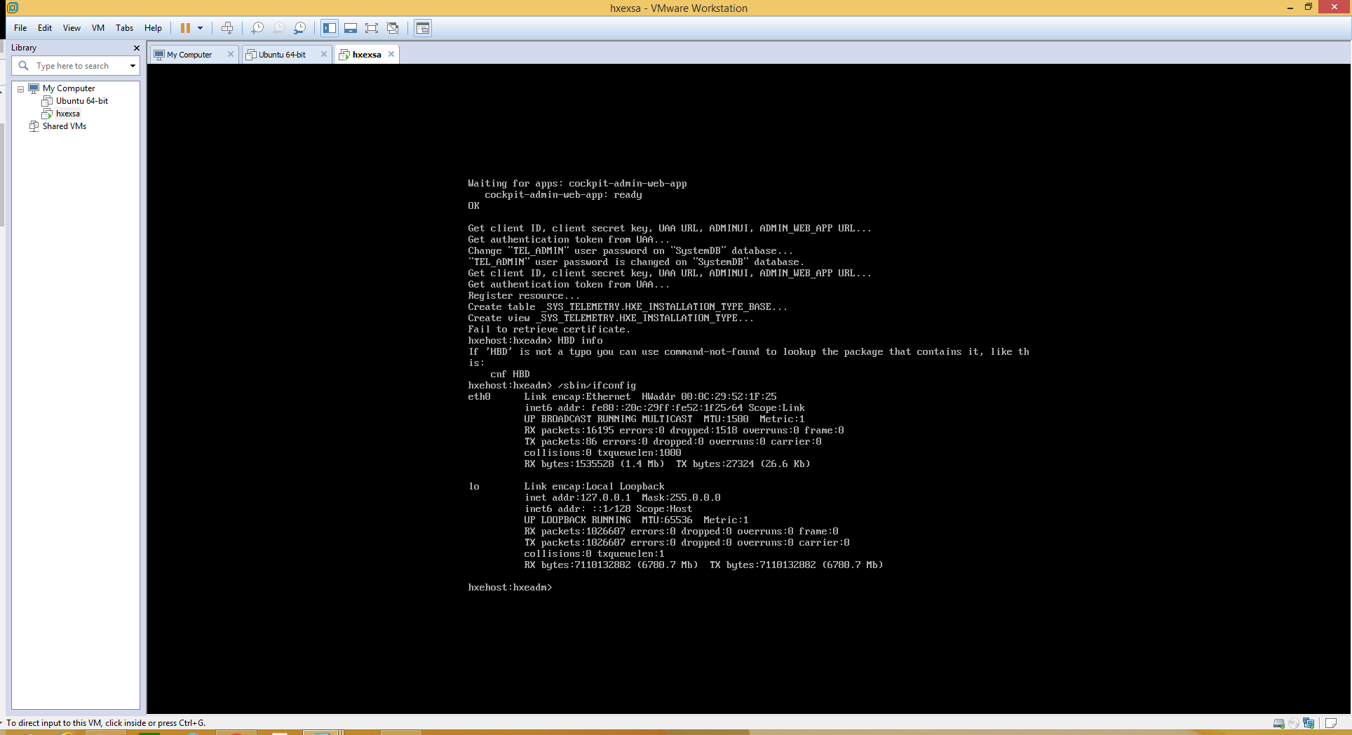 hxexsa - VMware Workstation
File Edit View VM Tabs Help
Library
Type here to search
My Computer
Ubuntu 64-bit
hxexsa
Shared VMs
My Computer Ubuntu 64-bit hxexsa
Waiting for apps: cockpit-admin-web-app
cockpit-admin-web-app: ready
OK
Get client ID, client secret key, UAA URL, ADMINUI, ADMIN_WEB_APP URL...
Get authentication token from UAA...
Change "TEL_ADMIN" user password on "SystemDB" database...
"TEL_ADMIN" user password is changed on "SystemDB" database.
Get client ID, client secret key, UAA URL, ADMINUI, ADMIN_WEB_APP URL...
Get authentication token from UAA...
Register resource...
Create table _SYS_TELEMETRY.HXE_INSTALLATION_TYPE_BASE...
Create view _SYS_TELEMETRY.HXE_INSTALLATION_TYPE...
Fail to retrieve certificate.
hxehost:hxeadm> HBD info
If 'HBD' is not a typo you can use command-not-found to lookup the package that contains it, like th
is:
cnf HBD
hxehost:hxeadm> /sbin/ifconfig
eth0 Link encap:Ethernet HWaddr 00:0C:29:52:1F:25
inet6 addr: fe80::20c:29ff:fe52:1f25/64 Scope:Link
UP BROADCAST RUNNING MULTICAST MTU:1500 Metric:1
RX packets:16195 errors:0 dropped:1518 overruns:0 frame:0
TX packets:86 errors:0 dropped:0 overruns:0 carrier:0
collisions:0 txqueuelen:1000
RX bytes:1535520 (1.4 Mb) TX bytes:27324 (26.6 Kb)
lo Link encap:Local Loopback
inet addr:127.0.0.1 Mask:255.0.0.0
inet6 addr: ::1/128 Scope:Host
UP LOOPBACK RUNNING MTU:65536 Metric:1
RX packets:1026607 errors:0 dropped:0 overruns:0 frame:0
TX packets:1026607 errors:0 dropped:0 overruns:0 carrier:0
collisions:0 txqueuelen:1
RX bytes:7110132882 (6780.7 Mb) TX bytes:7110132882 (6780.7 Mb)
hxehost:hxeadm>
To direct input to this VM, click inside or press Ctrl+G.